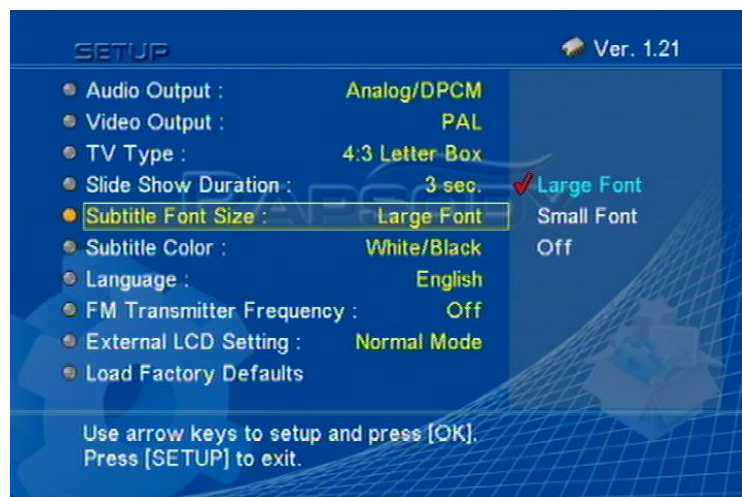 SETUP
Ver. 1.21
Audio Output : Analog/DPCM
Video Output : PAL
TV Type : 4:3 Letter Box
Slide Show Duration : 3 sec.
Large Font
Subtitle Font Size : Large Font
Small Font
Subtitle Color : White/Black
Off
Language : English
FM Transmitter Frequency : Off
External LCD Setting : Normal Mode
Load Factory Defaults
RAPSODY
Use arrow keys to setup and press [OK].
Press [SETUP] to exit.